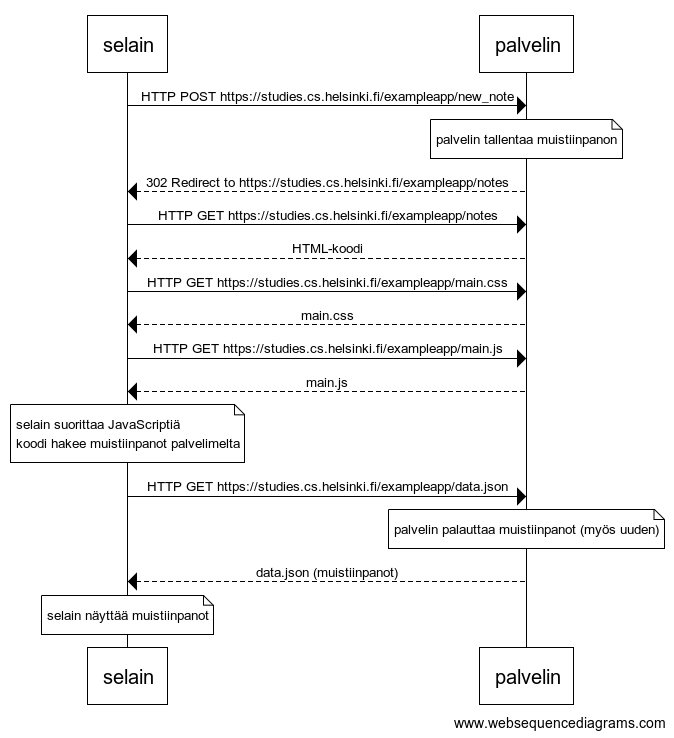 selain
palvelin
HTTP POST https://studies.cs.helsinki.fi/exampleapp/new_note
palvelin tallentaa muistiinpanon
302 Redirect to https://studies.cs.helsinki.fi/exampleapp/notes
HTTP GET https://studies.cs.helsinki.fi/exampleapp/notes
HTML-koodi
HTTP GET https://studies.cs.helsinki.fi/exampleapp/main.css
main.css
HTTP GET https://studies.cs.helsinki.fi/exampleapp/main.js
main.js
selain suorittaa JavaScriptiä
koodi hakee muistiinpanot palvelimelta
HTTP GET https://studies.cs.helsinki.fi/exampleapp/data.json
palvelin palauttaa muistiinpanot (myös uuden)
data.json (muistiinpanot)
selain näyttää muistiinpanot
selain
palvelin
www.websequencediagrams.com